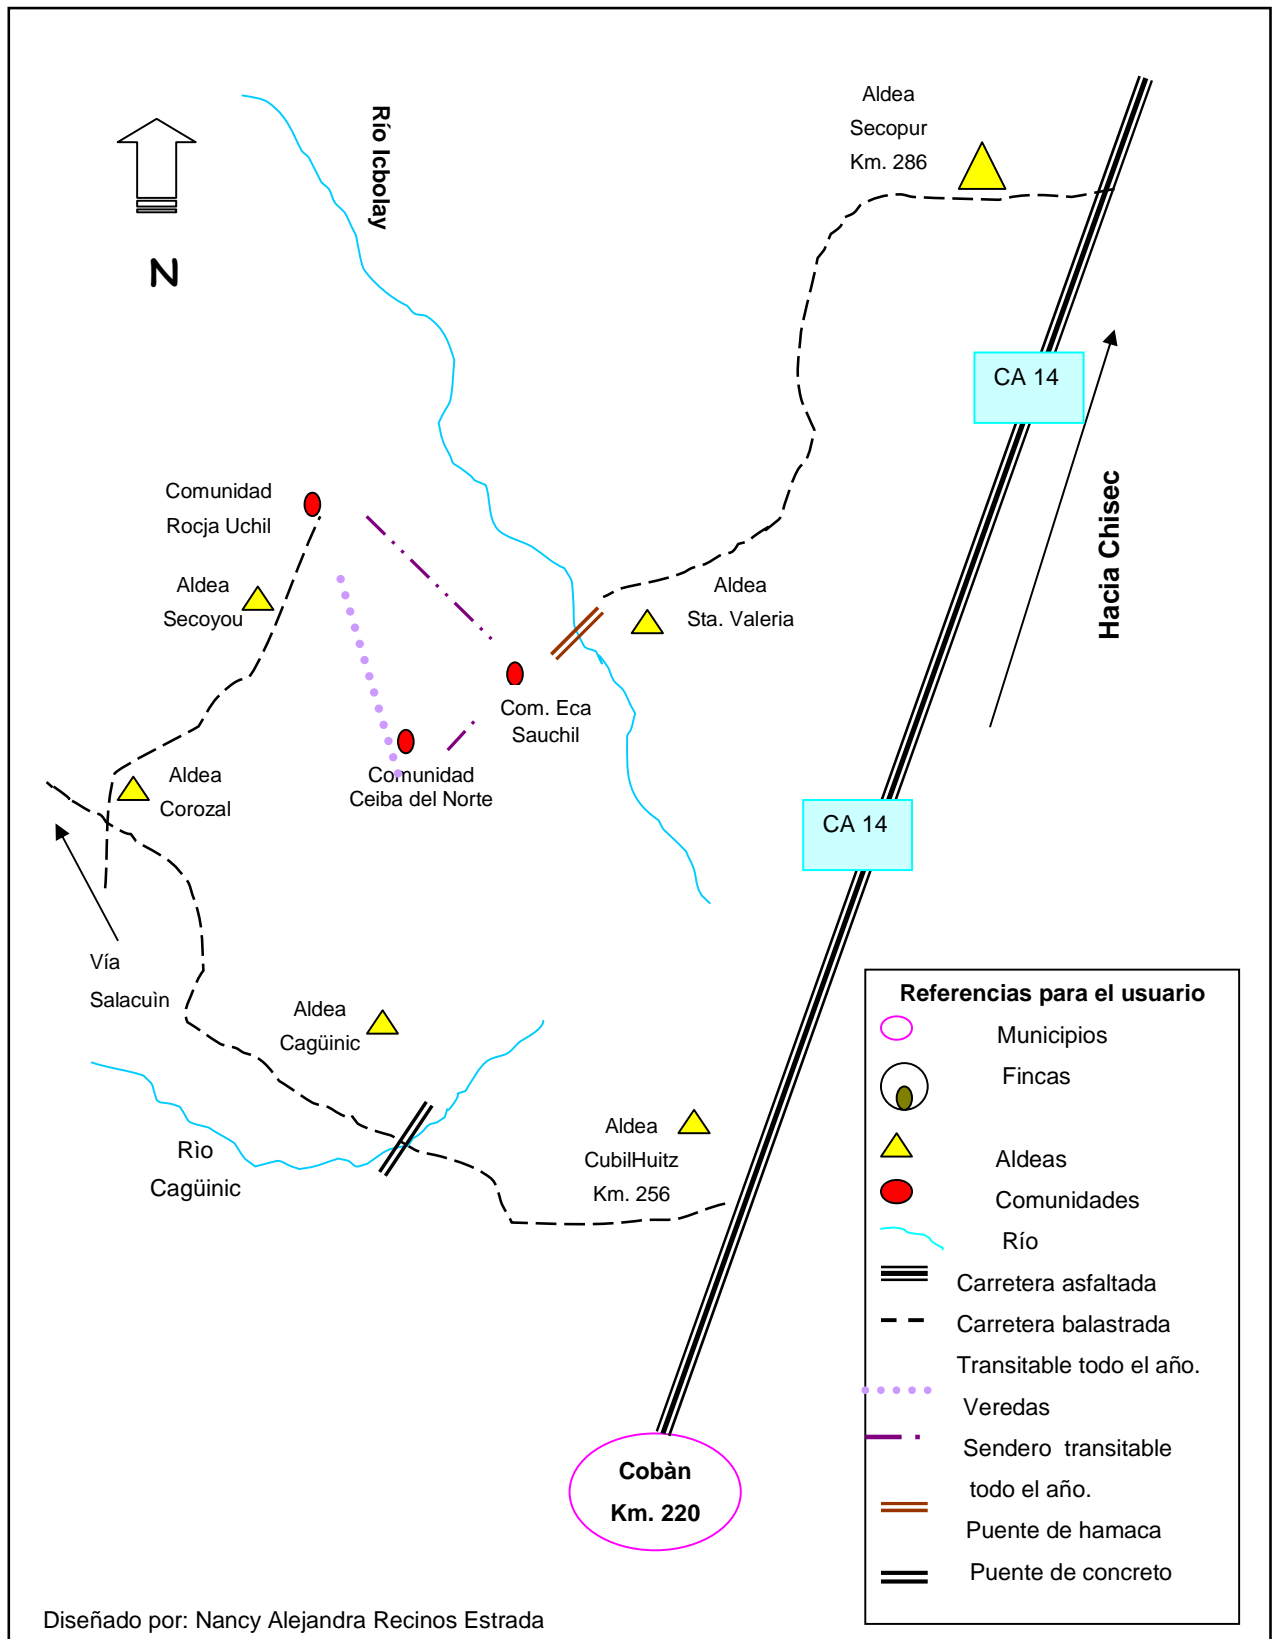 Aldea
Secopur
Km. 286
Río Icbolay
N
CA 14
Hacia Chisec
Comunidad
Rocja Uchil
Aldea
Secoyou
Aldea
Sta. Valeria
Com. Eca
Sauchil
Comunidad
Ceiba del Norte
Aldea
Corozal
CA 14
Vía
Salacuìn
Aldea
Cagüinic
Rìo
Cagüinic
Aldea
CubilHuitz
Km. 256
Referencias para el usuario
Municipios
Fincas
Aldeas
Comunidades
Río
Carretera asfaltada
Carretera balastrada
Transitable todo el año.
Veredas
Sendero transitable
todo el año.
Puente de hamaca
Puente de concreto
Cobàn
Km. 220
Diseñado por: Nancy Alejandra Recinos Estrada